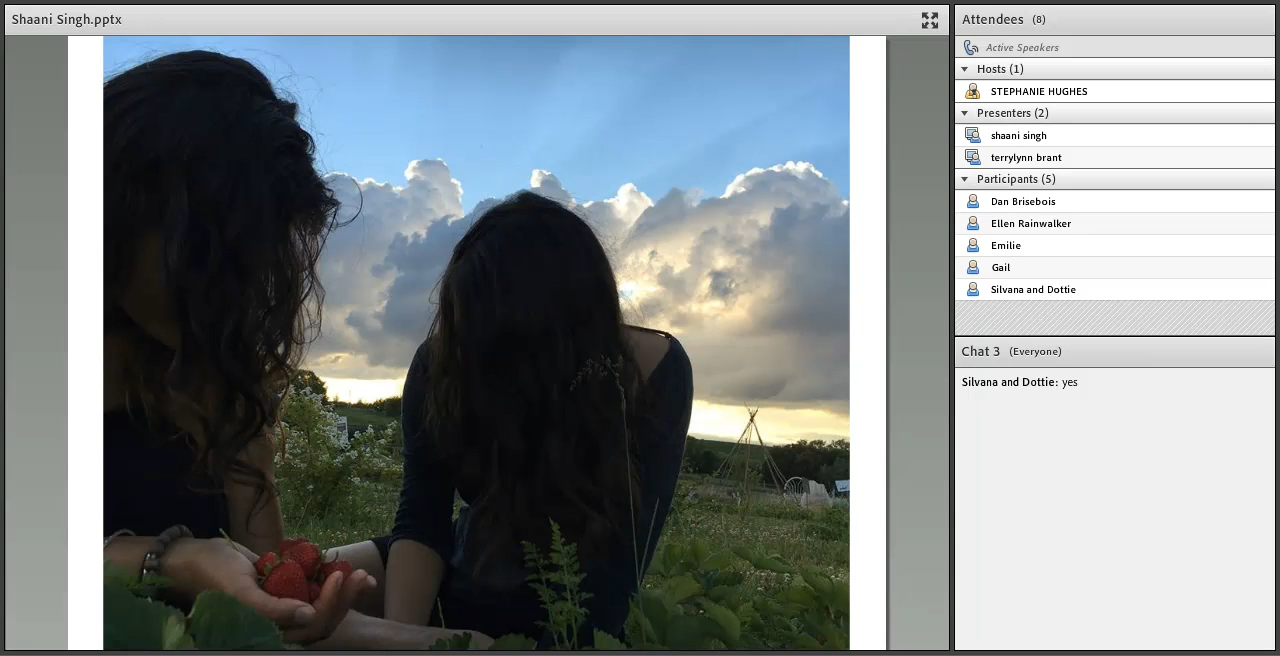 Shaani Singh.pptx
Attendees (8)
Active Speakers
Hosts (1)
STEPHANIE HUGHES
Presenters (2)
shaani singh
terrylynn brant
Participants (5)
Dan Brisebois
Ellen Rainwalker
Emilie
Gail
Silvana and Dottie
Chat 3 (Everyone)
Silvana and Dottie: yes